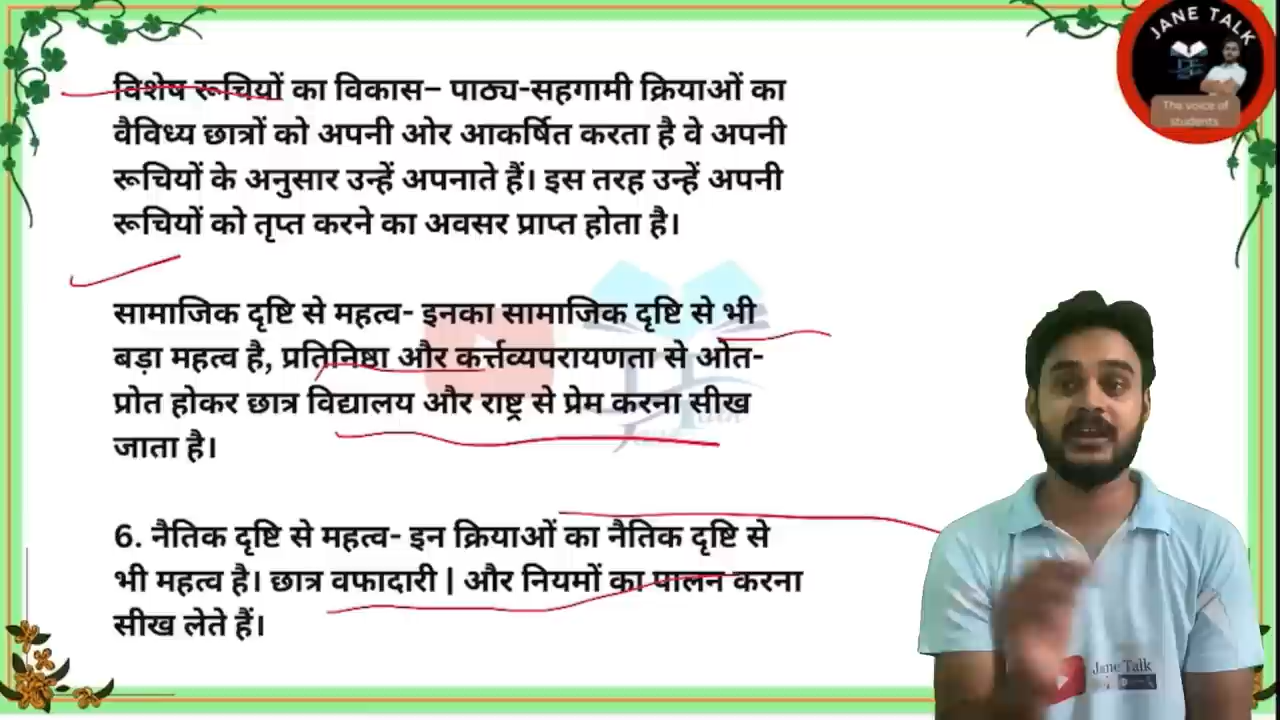 विशेष रूचियों का विकास– पाठ्य-सहगामी क्रियाओं का
वैविध्य छात्रों को अपनी ओर आकर्षित करता है वे अपनी
रूचियों के अनुसार उन्हें अपनाते हैं। इस तरह उन्हें अपनी
रूचियों को तृप्त करने का अवसर प्राप्त होता है।
सामाजिक दृष्टि से महत्व- इनका सामाजिक दृष्टि से भी
बड़ा महत्व है, प्रतिनिष्ठा और कर्त्तव्यपरायणता से ओत-
प्रोत होकर छात्र विद्यालय और राष्ट्र से प्रेम करना सीख
जाता है।
6. नैतिक दृष्टि से महत्व- इन क्रियाओं का नैतिक दृष्टि से
भी महत्व है। छात्र वफादारी | और नियमों का पालन करना
सीख लेते हैं।
JANE TALK
The voice of
students
Jane Talk